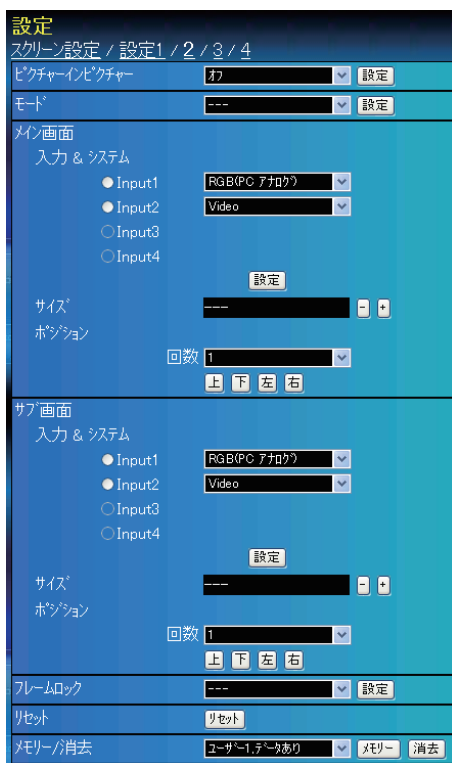 設定
スクリーン設定 / 設定1 / 2 / 3 / 4
ピクチャーインピクチャー オフ 設定
モード --- 設定
メイン画面
入力 & システム
Input1 RGB(PC アナログ)
Input2 Video
Input3
Input4
設定
サイズ --- - +
ポジション
回数 1
上 下 左 右
サブ画面
入力 & システム
Input1 RGB(PC アナログ)
Input2 Video
Input3
Input4
設定
サイズ --- - +
ポジション
回数 1
上 下 左 右
フレームロック --- 設定
リセット リセット
メモリー/消去 ユーザー1.データあり メモリー 消去